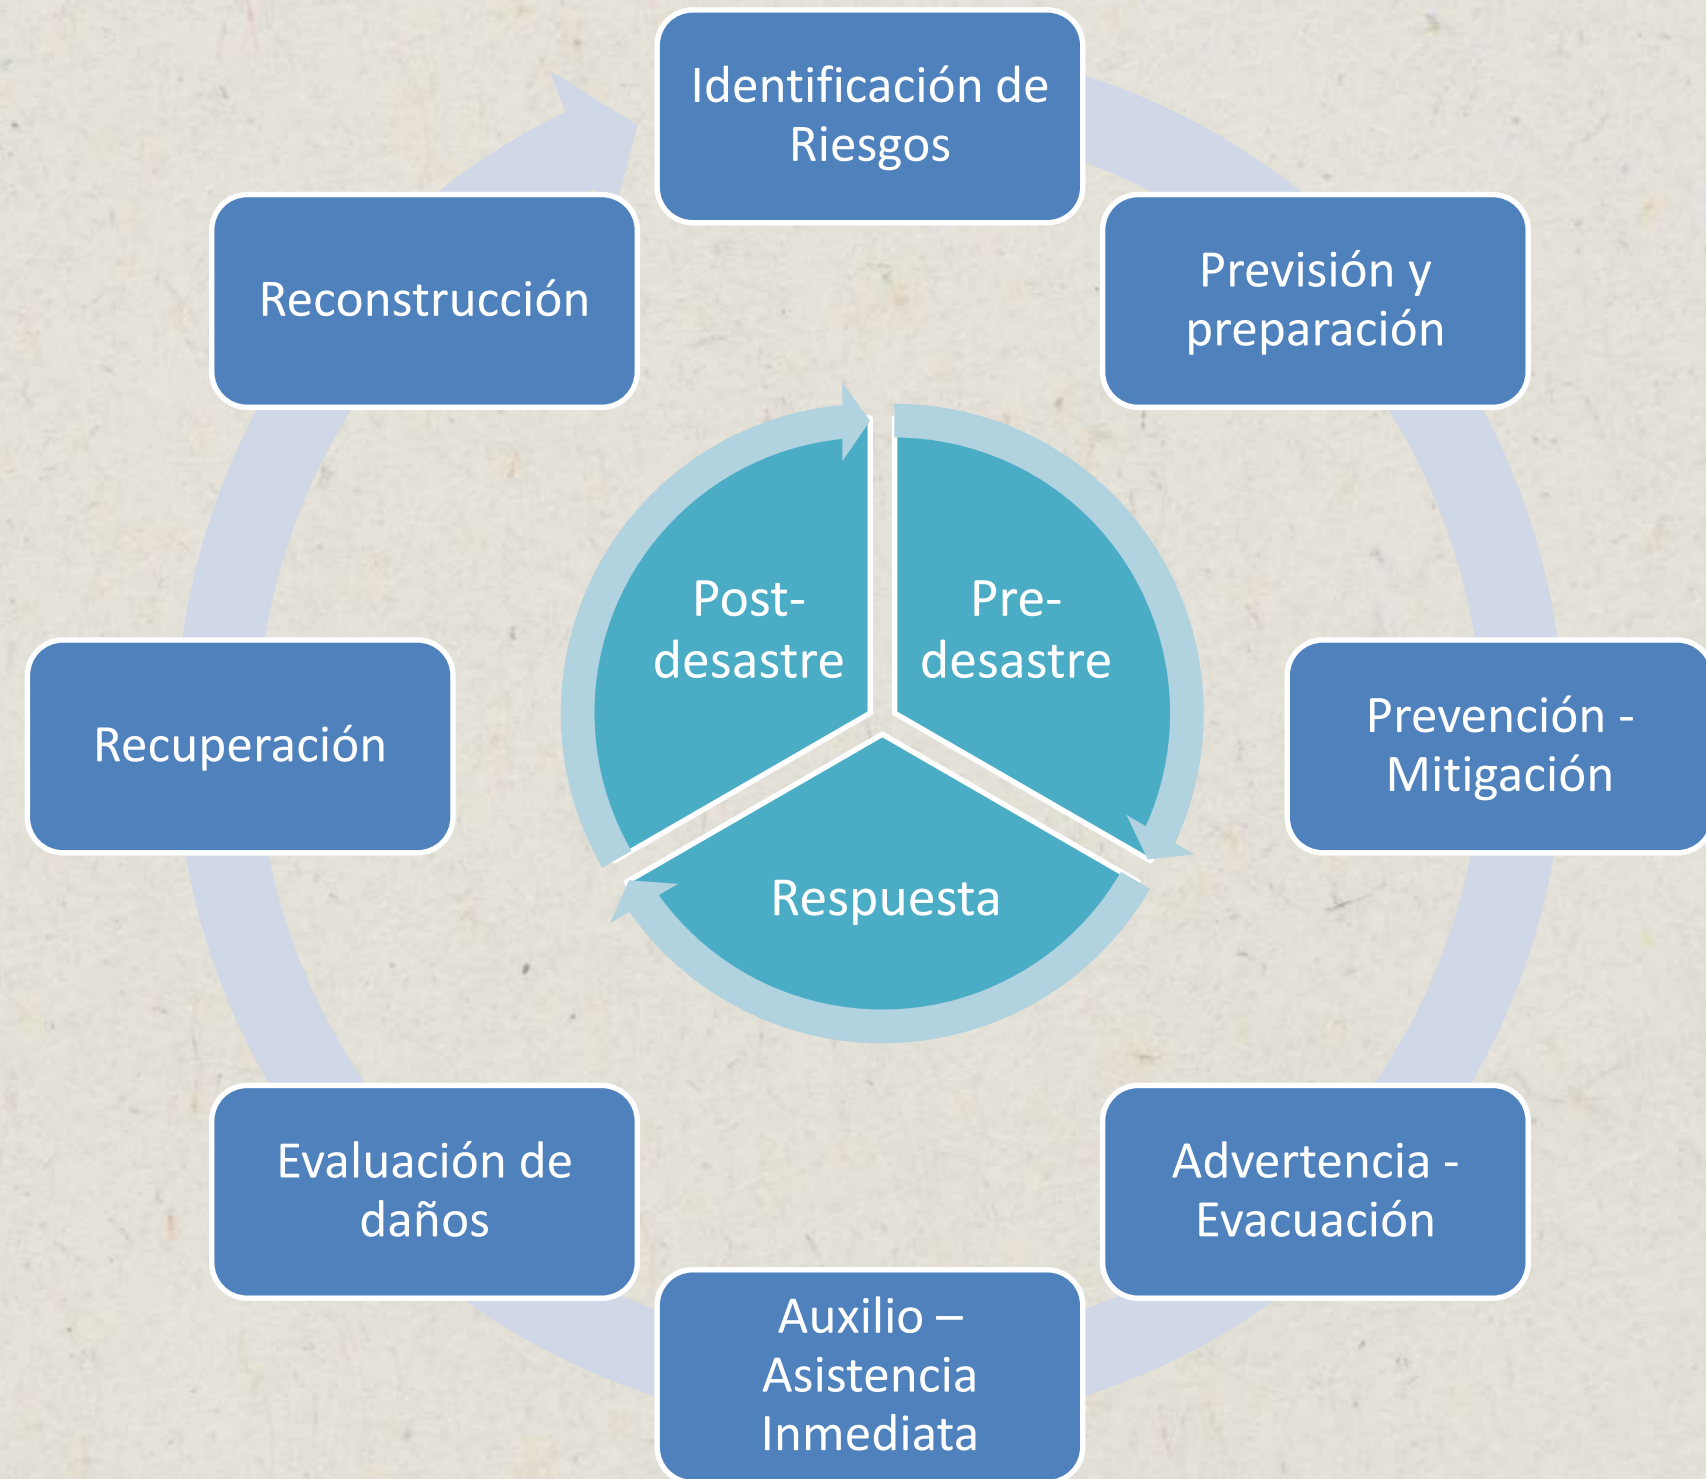 Identificación de
Riesgos
Previsión y
preparación
Prevención -
Mitigación
Advertencia -
Evacuación
Auxilio –
Asistencia
Inmediata
Evaluación de
daños
Recuperación
Reconstrucción
Pre-
desastre
Respuesta
Post-
desastre